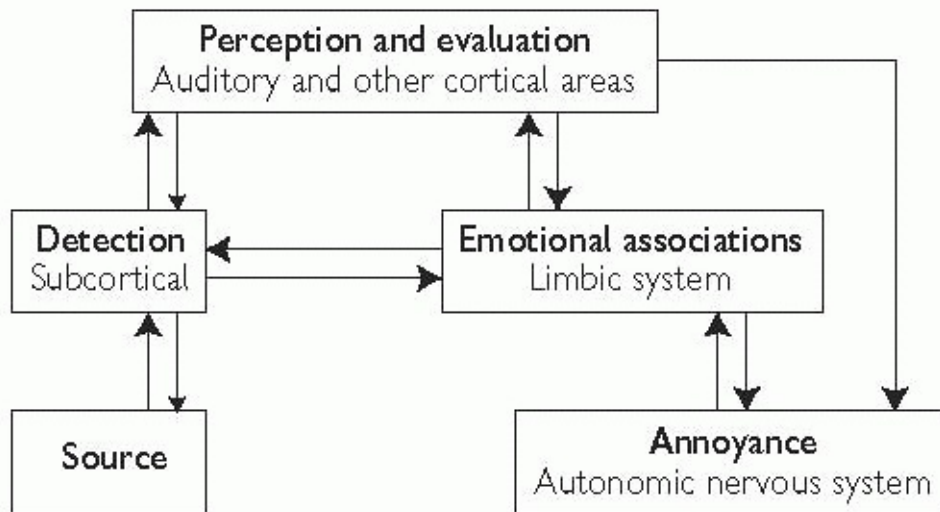 Perception and evaluation
Auditory and other cortical areas
Detection
Subcortical
Emotional associations
Limbic system
Source
Annoyance
Autonomic nervous system